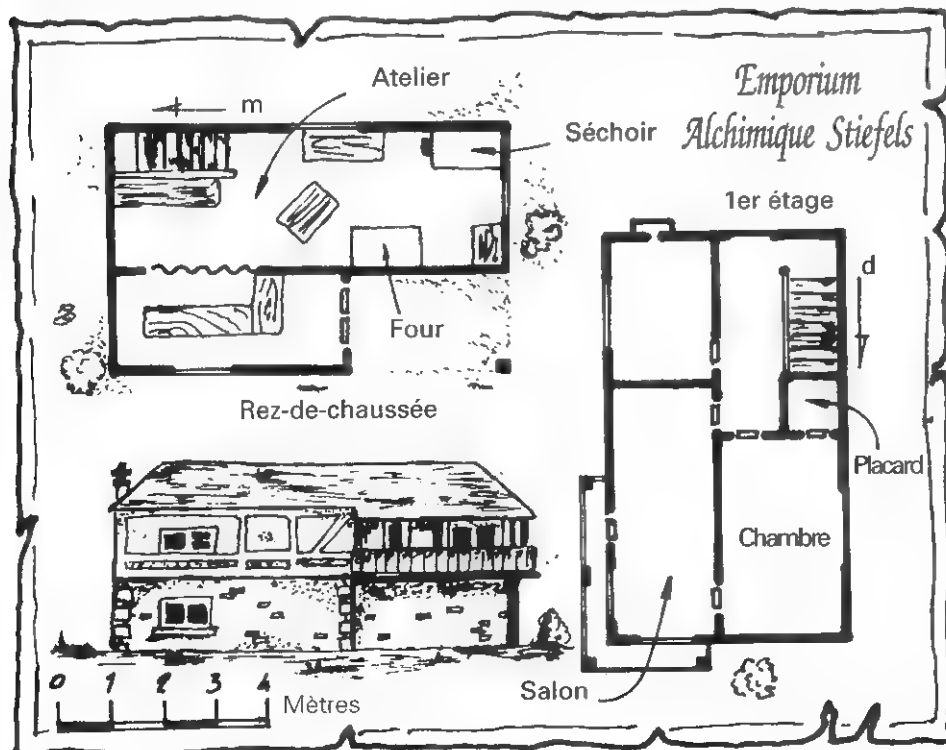 Emporium
Alchimique Stiefels
Atelier
m
Séchoir
Four
Rez-de-chaussée
1er étage
d
Placard
Chambre
Salon
0 1 2 3 4
Mètres